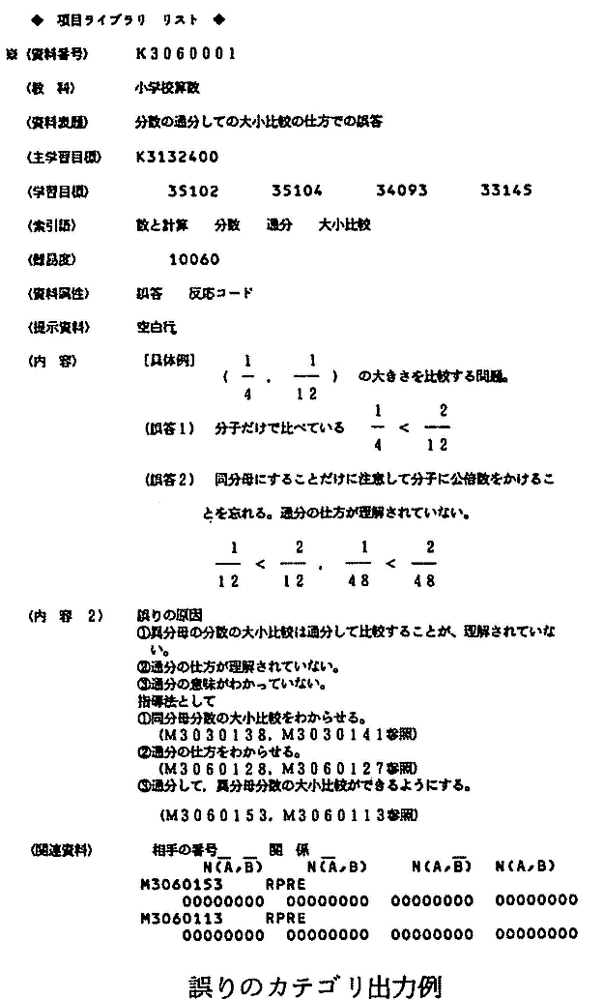 ◆ 項目ライブラリ リスト ◆
※ 〈資料番号〉 K3060001
〈教 科〉 小学校算数
〈資料表題〉 分数の通分しての大小比較の仕方での誤答
〈主学習目標〉 K3132400
〈学習目標〉 35102 35104 34093 33145
〈索引語〉 数と計算 分数 通分 大小比較
〈難易度〉 10060
〈資料属性〉 誤答 反応コード
〈提示資料〉 空白行
〈内 容〉 [具体例] ( 1/4 , 1/12 ) の大きさを比較する問題。
(誤答1) 分子だけで比べている 1/4 < 2/12
(誤答2) 同分母にすることだけに注意して分子に公倍数をかけるこ
とを忘れる。通分の仕方が理解されていない。
1/12 < 2/12 , 1/48 < 2/48
〈内 容 2〉 誤りの原因
①異分母の分数の大小比較は通分して比較することが、理解されていな
い。
②通分の仕方が理解されていない。
③通分の意味がわかっていない。
指導法として
①同分母分数の大小比較をわからせる。
(M3030138, M3030141参照)
②通分の仕方をわからせる。
(M3060128, M3060127参照)
③通分して、異分母分数の大小比較ができるようにする。
(M3060153, M3060113参照)
〈関連資料〉 相手の番号 関 係
N(A̅,B̅) N(A̅,B) N(A,B̅) N(A,B)
M3060153 RPRE
00000000 00000000 00000000 00000000
M3060113 RPRE
00000000 00000000 00000000 00000000
誤りのカテゴリ出力例